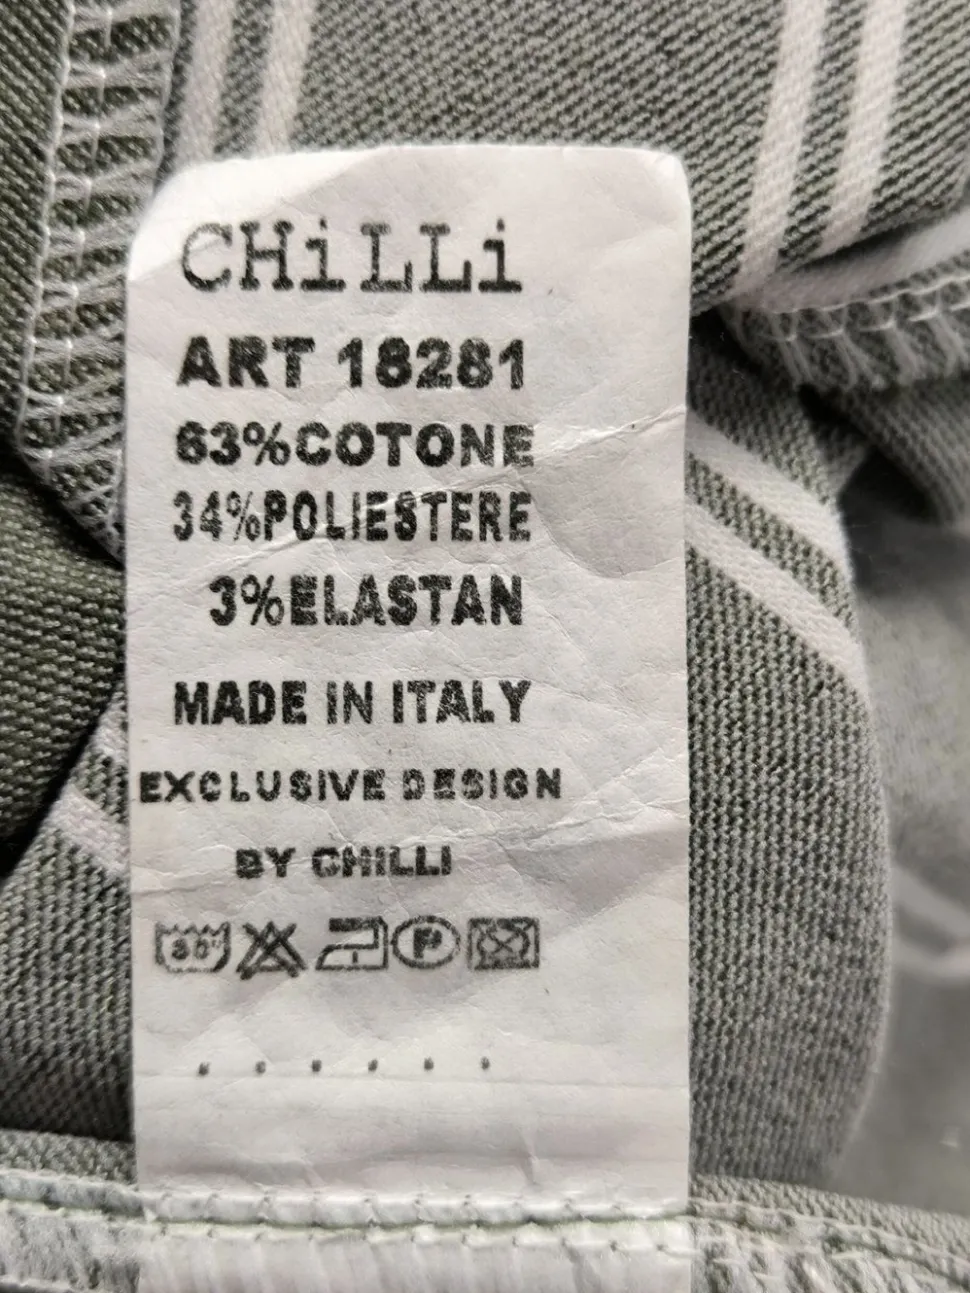 CHiLLi
ART 18281
63%COTONE
34%POLIESTERE
3%ELASTAN
MADE IN ITALY
EXCLUSIVE DESIGN
BY CHILLI
P